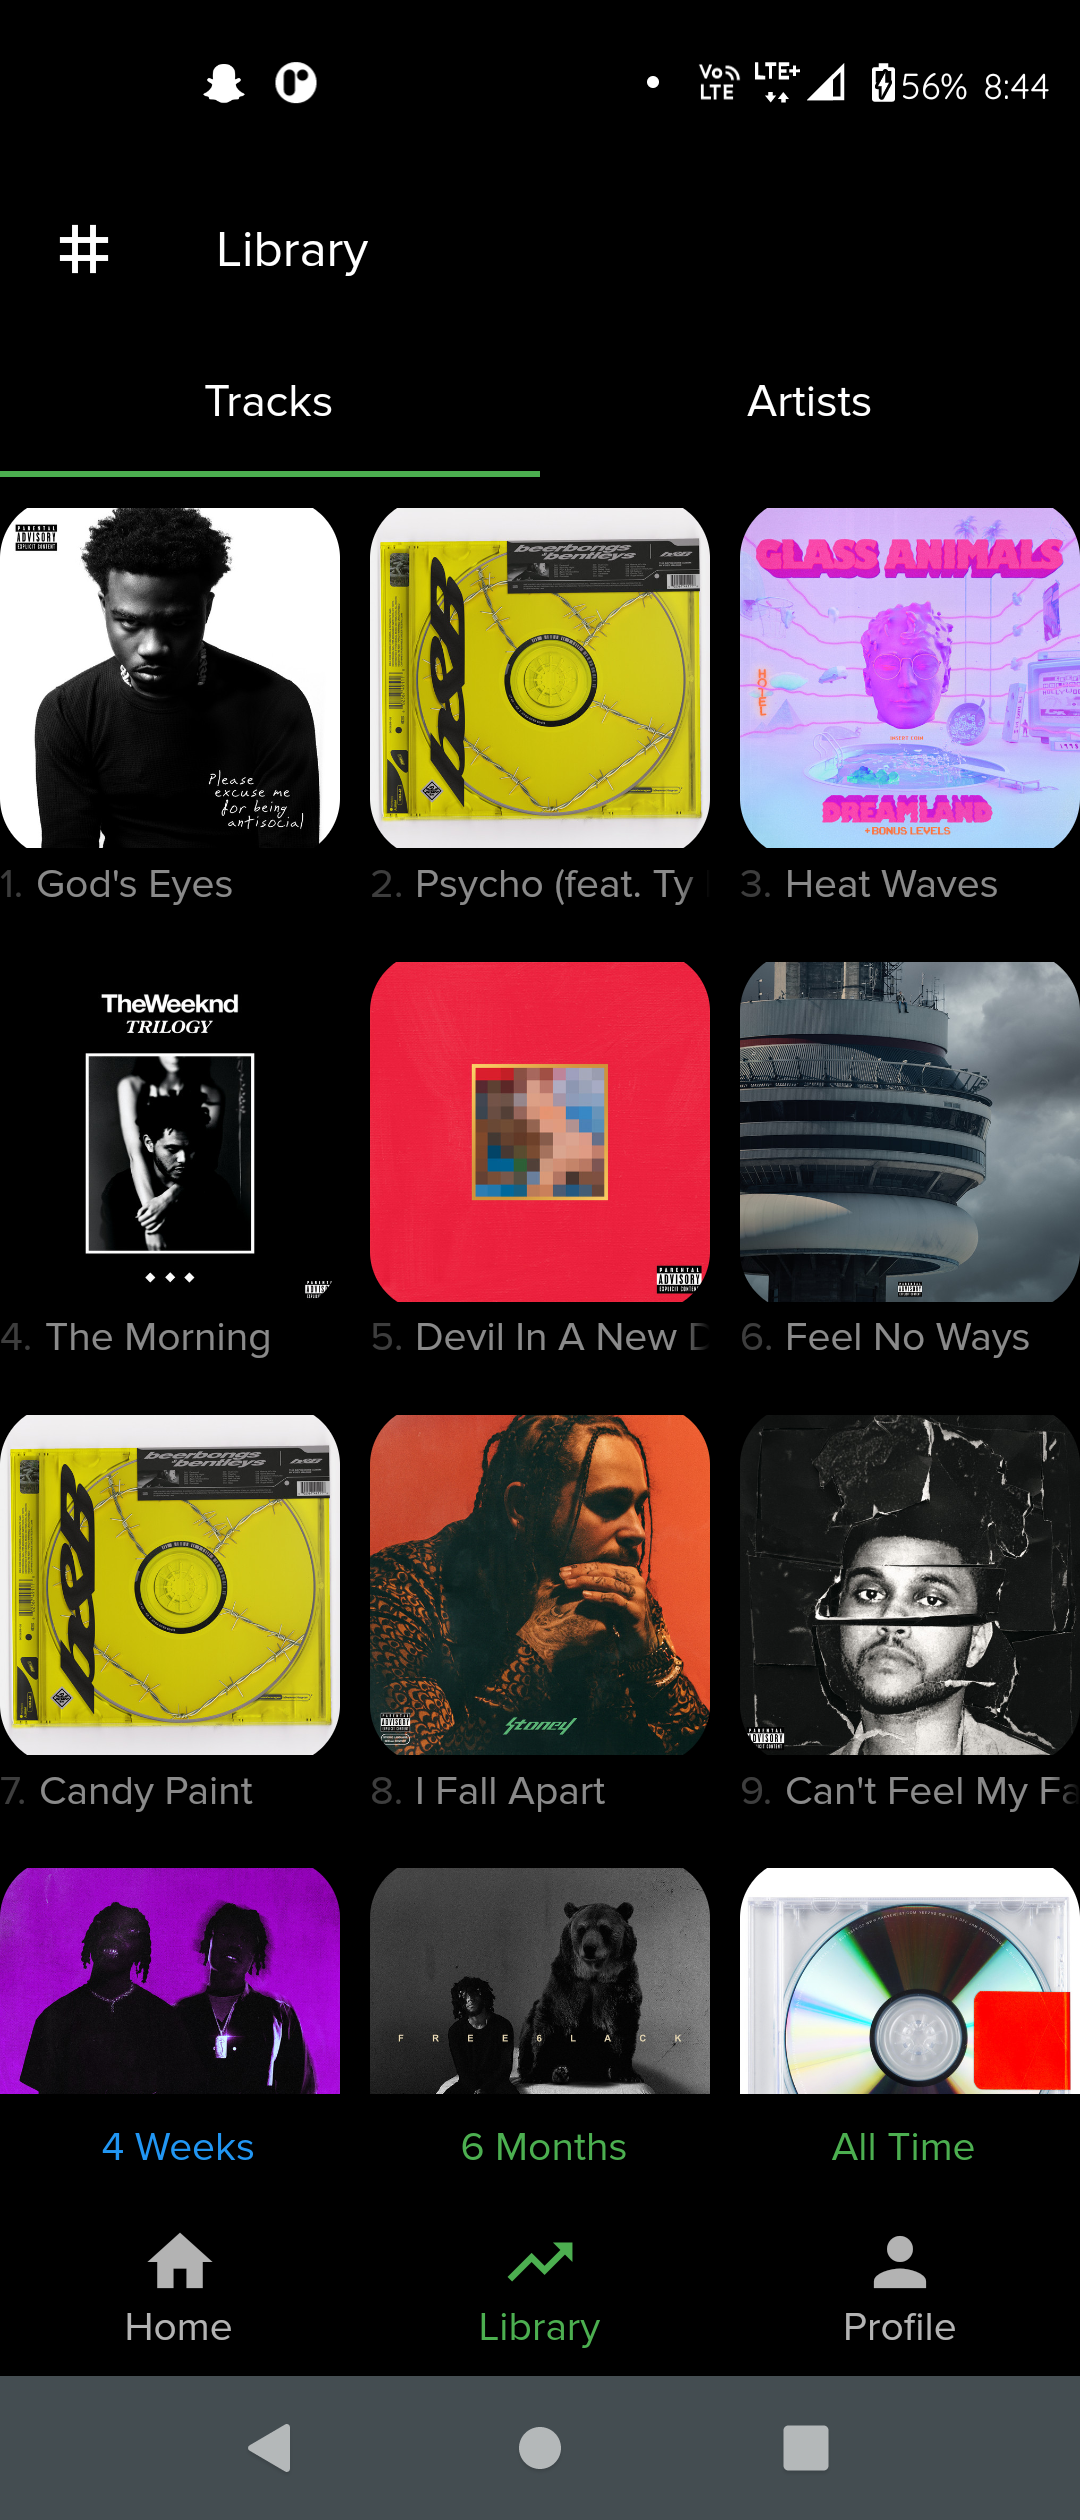 Vo LTE LTE+ 56% 8:44
# Library
Tracks Artists
PARENTAL
ADVISORY
EXPLICIT CONTENT
Please
excuse me
for being
antisocial
beerbongs
&bentleys
b&B
GLASS ANIMALS
HOTEL
INSERT COIN
DREAMLAND
+BONUS LEVELS
1. God's Eyes
2. Psycho (feat. Ty
3. Heat Waves
TheWeeknd
TRILOGY
PARENTAL
ADVISORY
EXPLICIT CONTENT
4. The Morning
5. Devil In A New D
6. Feel No Ways
beerbongs
&bentleys
b&B
Stoney
PARENTAL
ADVISORY
7. Candy Paint
8. I Fall Apart
9. Can't Feel My Fa
FREE6LACK
4 Weeks 6 Months All Time
Home Library Profile